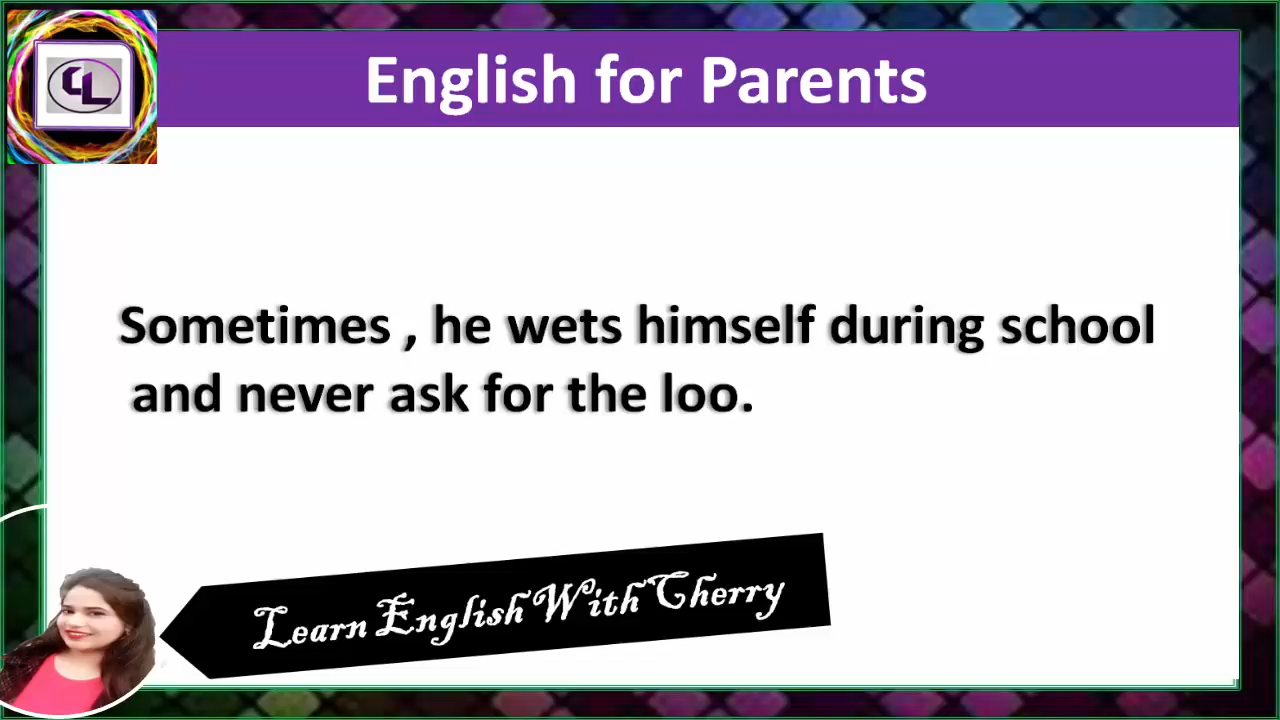 English for Parents
Sometimes , he wets himself during school
and never ask for the loo.
Learn English With Cherry